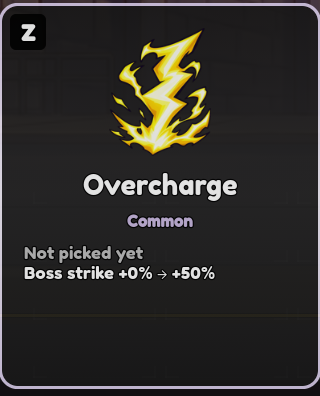 Z
Overcharge
Common
Not picked yet
Boss strike +0% → +50%